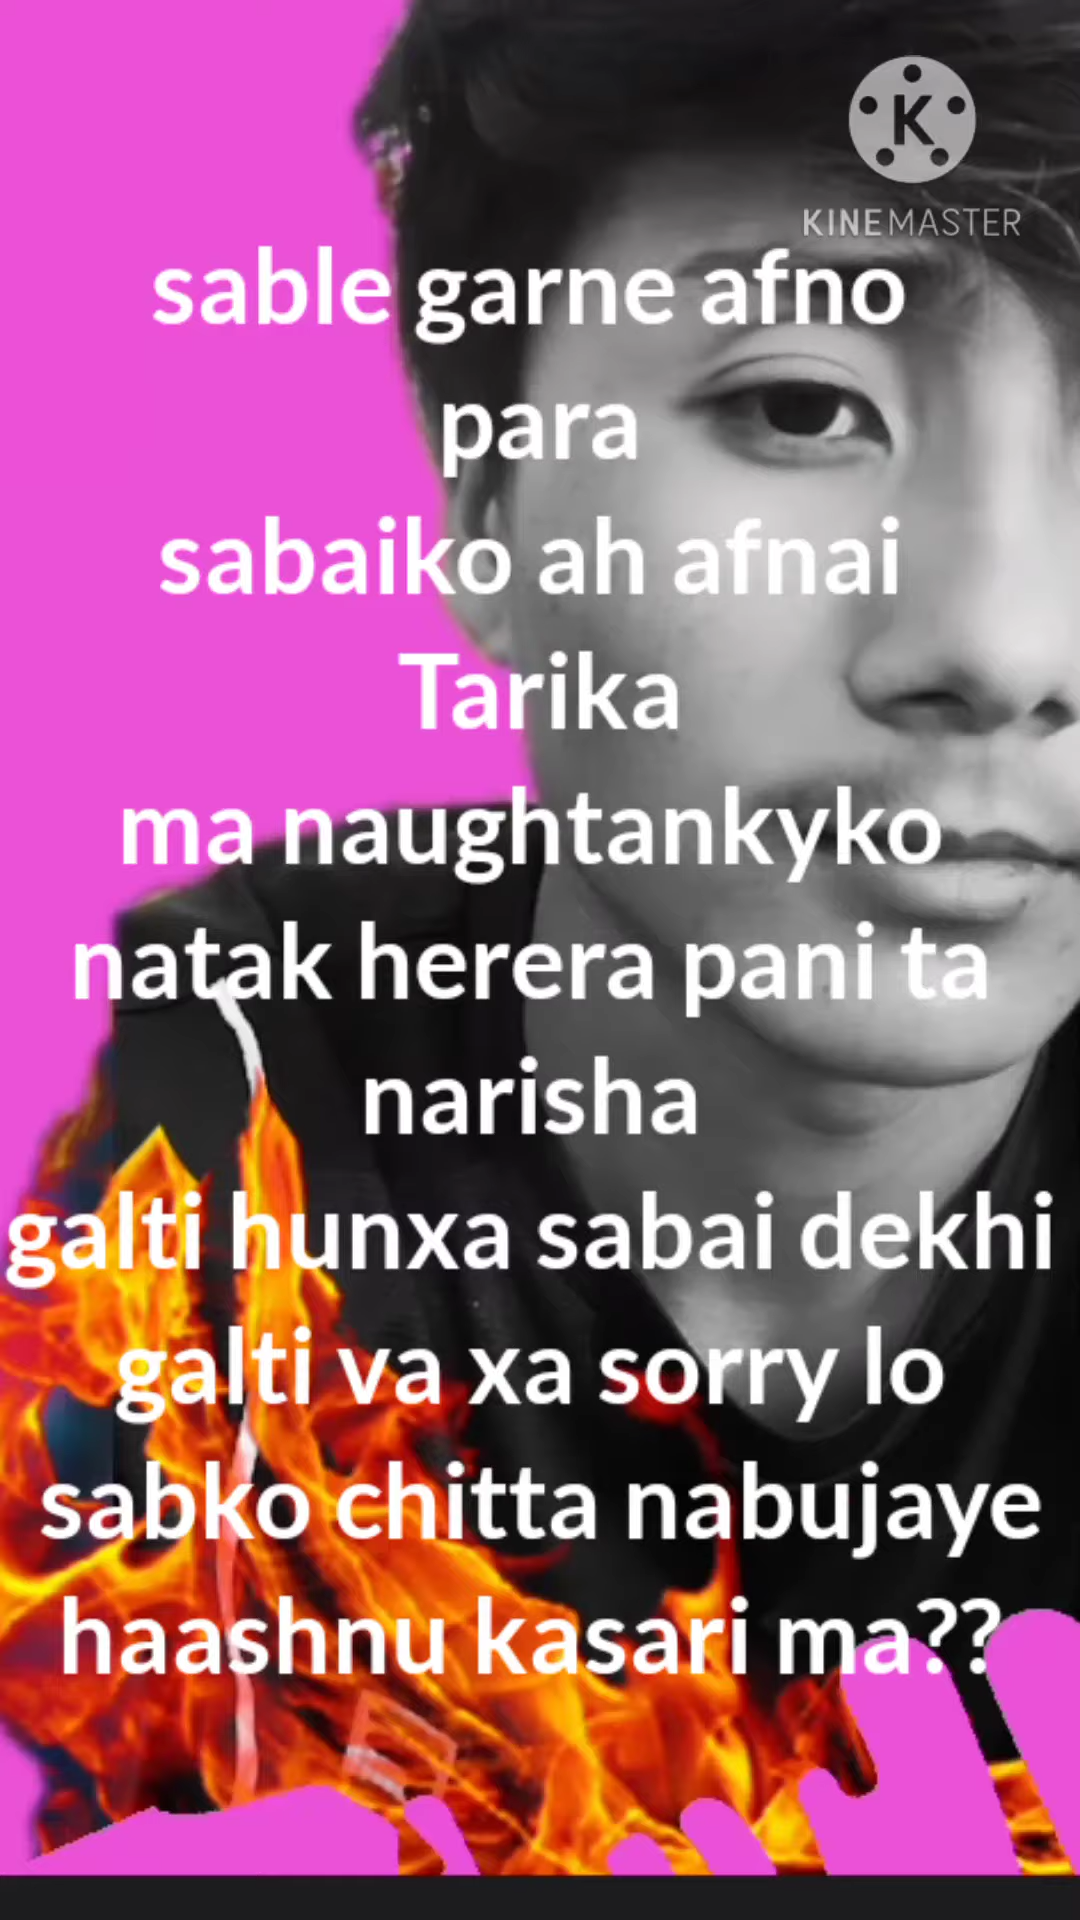 K
KINEMASTER
sable garne afno
para
sabaiko ah afnai
Tarika
ma naughtankyko
natak herera pani ta
narisha
galti hunxa sabai dekhi
galti va xa sorry lo
sabko chitta nabujaye
haashnu kasari ma??